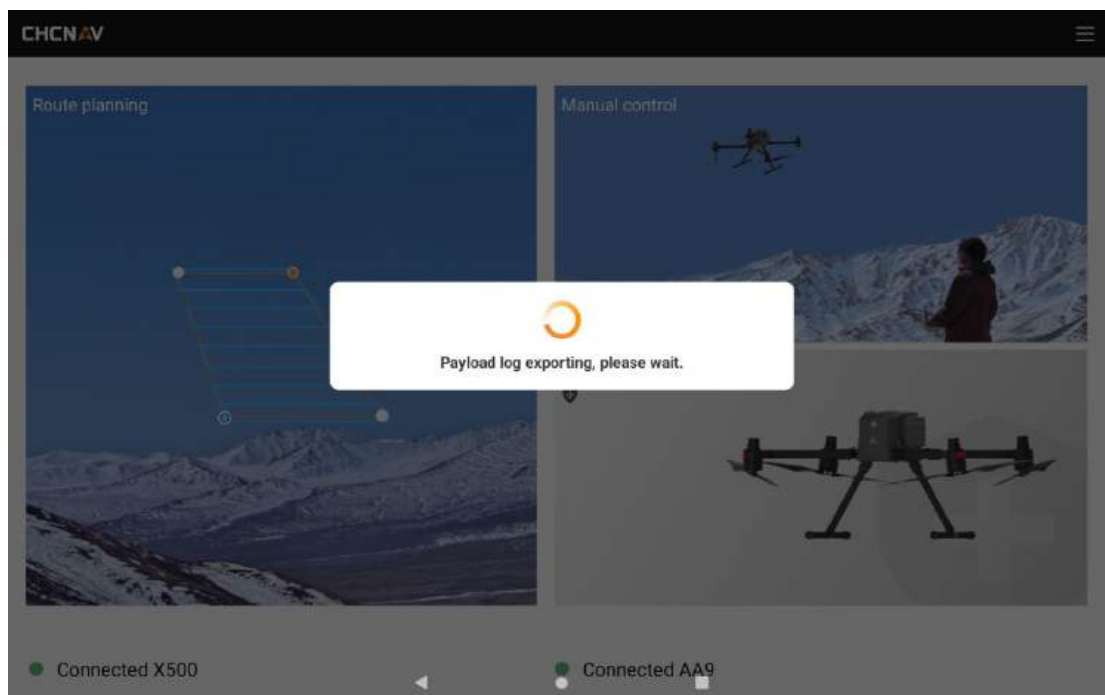 CHCNAV
Route planning
Manual control
Payload log exporting, please wait.
Connected X500
Connected AA9